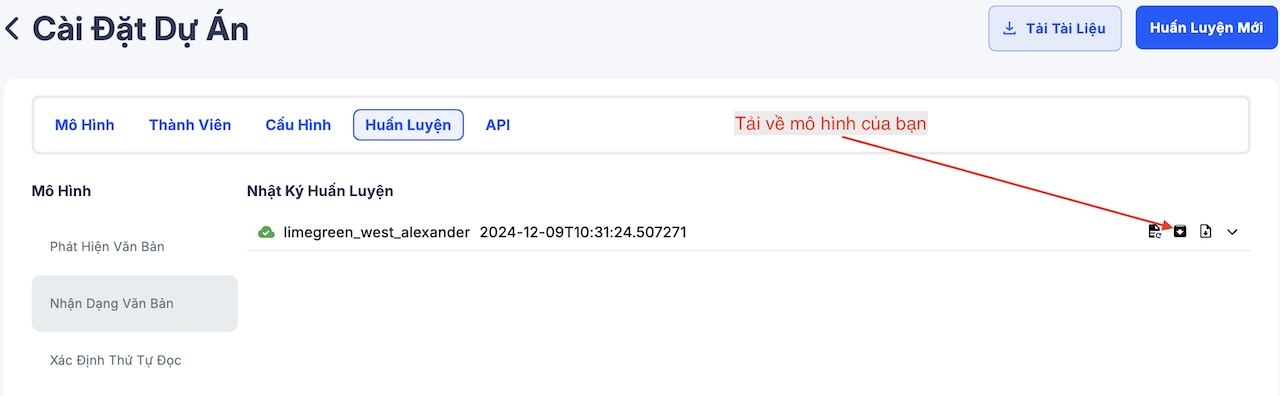 Cài Đặt Dự Án
Tải Tài Liệu
Huấn Luyện Mới
Mô Hình Thành Viên Cấu Hình Huấn Luyện API
Tải về mô hình của bạn
Mô Hình
Nhật Ký Huấn Luyện
limegreen_west_alexander 2024-12-09T10:31:24.507271
Phát Hiện Văn Bản
Nhận Dạng Văn Bản
Xác Định Thứ Tự Đọc